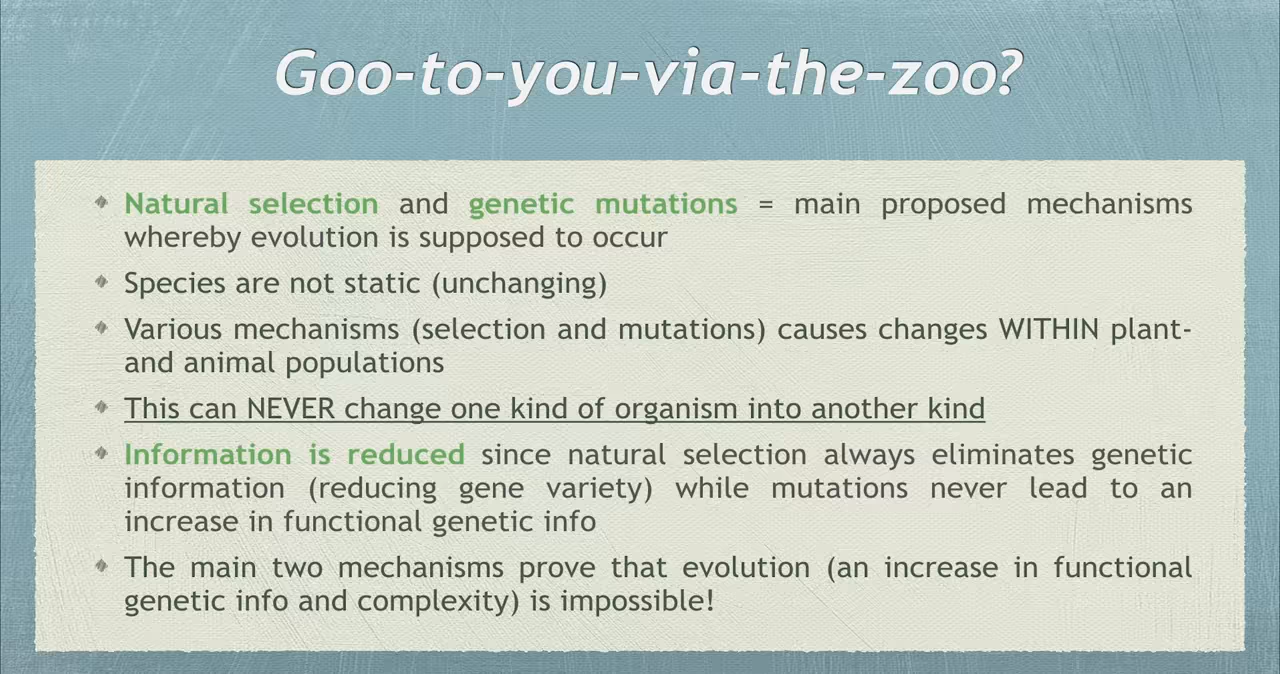 Goo-to-you-via-the-zoo?
Natural selection and genetic mutations = main proposed mechanisms
whereby evolution is supposed to occur
Species are not static (unchanging)
Various mechanisms (selection and mutations) causes changes WITHIN plant-
and animal populations
This can NEVER change one kind of organism into another kind
Information is reduced since natural selection always eliminates genetic
information (reducing gene variety) while mutations never lead to an
increase in functional genetic info
The main two mechanisms prove that evolution (an increase in functional
genetic info and complexity) is impossible!